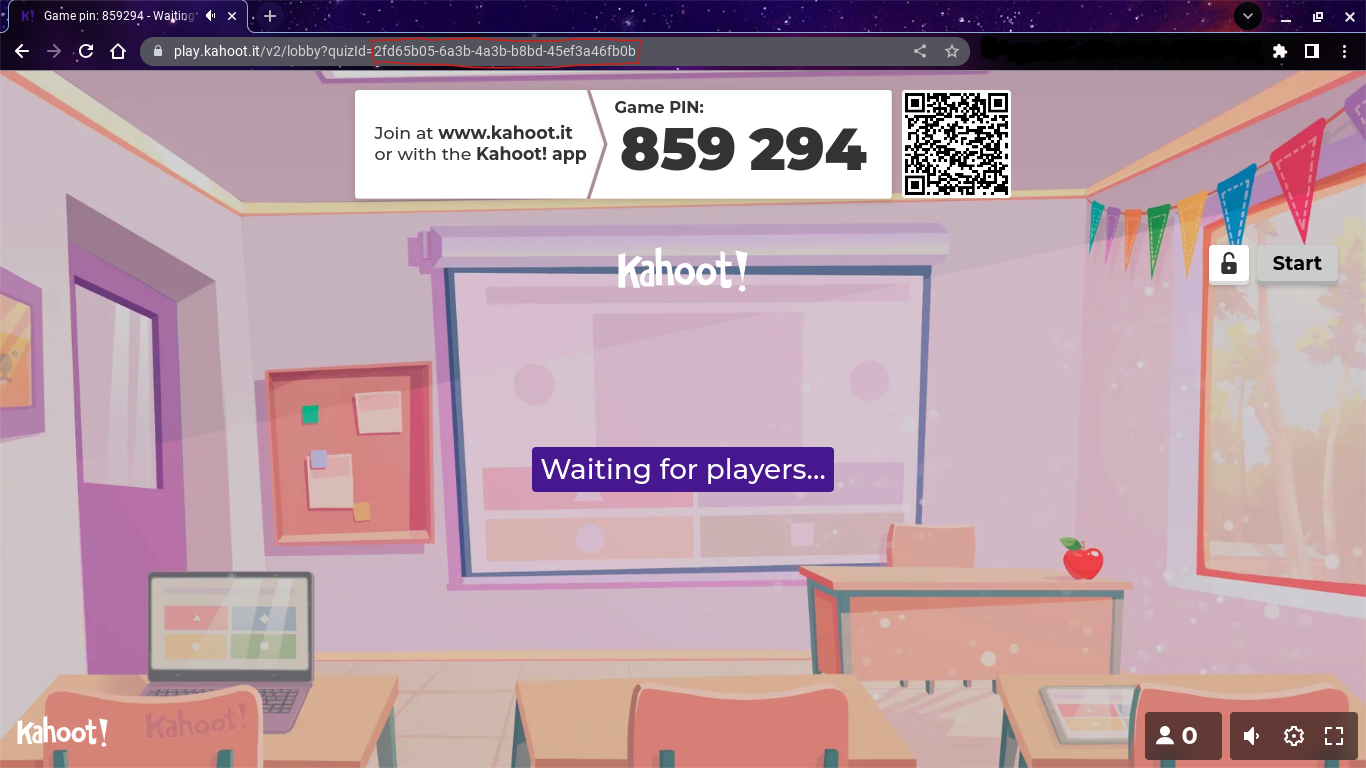 Game pin: 859294 - Waiting
play.kahoot.it/v2/lobby?quizId=2fd65b05-6a3b-4a3b-b8bd-45ef3a46fb0b
Join at www.kahoot.it
or with the Kahoot! app
Game PIN:
859 294
Kahoot!
Start
Waiting for players...
Kahoot!
Kahoot!
0